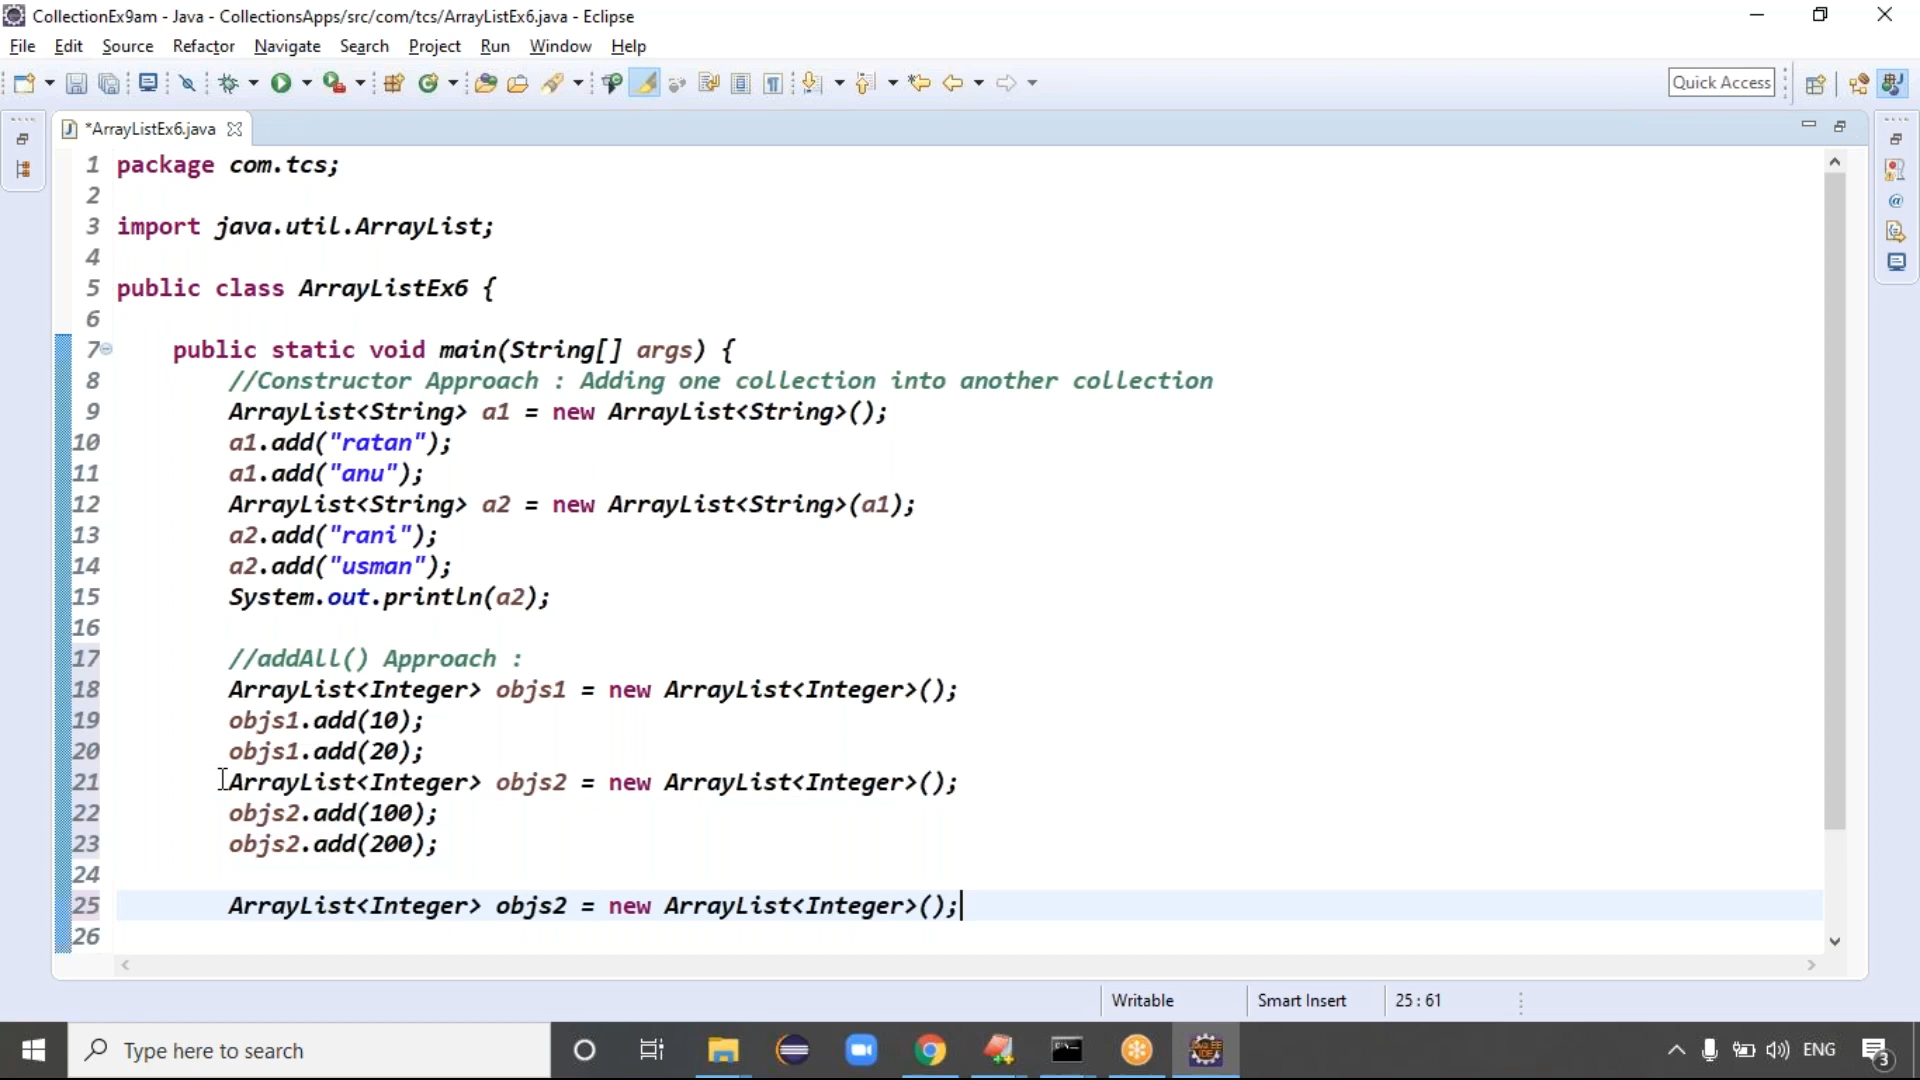 CollectionEx9am - Java - CollectionsApps/src/com/tcs/ArrayListEx6.java - Eclipse
File Edit Source Refactor Navigate Search Project Run Window Help
Quick Access
*ArrayListEx6.java
1 package com.tcs;
2
3 import java.util.ArrayList;
4
5 public class ArrayListEx6 {
6
7 public static void main(String[] args) {
8 //Constructor Approach : Adding one collection into another collection
9 ArrayList<String> a1 = new ArrayList<String>();
10 a1.add("ratan");
11 a1.add("anu");
12 ArrayList<String> a2 = new ArrayList<String>(a1);
13 a2.add("rani");
14 a2.add("usman");
15 System.out.println(a2);
16
17 //addAll() Approach :
18 ArrayList<Integer> objs1 = new ArrayList<Integer>();
19 objs1.add(10);
20 objs1.add(20);
21 ArrayList<Integer> objs2 = new ArrayList<Integer>();
22 objs2.add(100);
23 objs2.add(200);
24
25 ArrayList<Integer> objs2 = new ArrayList<Integer>();
26
Writable Smart Insert 25 : 61
Type here to search
ENG
3